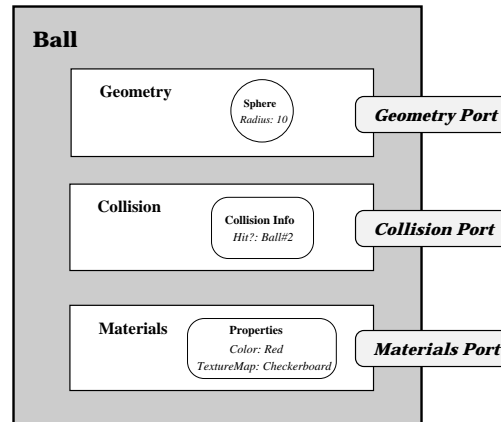 Ball
Geometry
Sphere
Radius: 10
Geometry Port
Collision
Collision Info
Hit?: Ball#2
Collision Port
Materials
Properties
Color: Red
TextureMap: Checkerboard
Materials Port